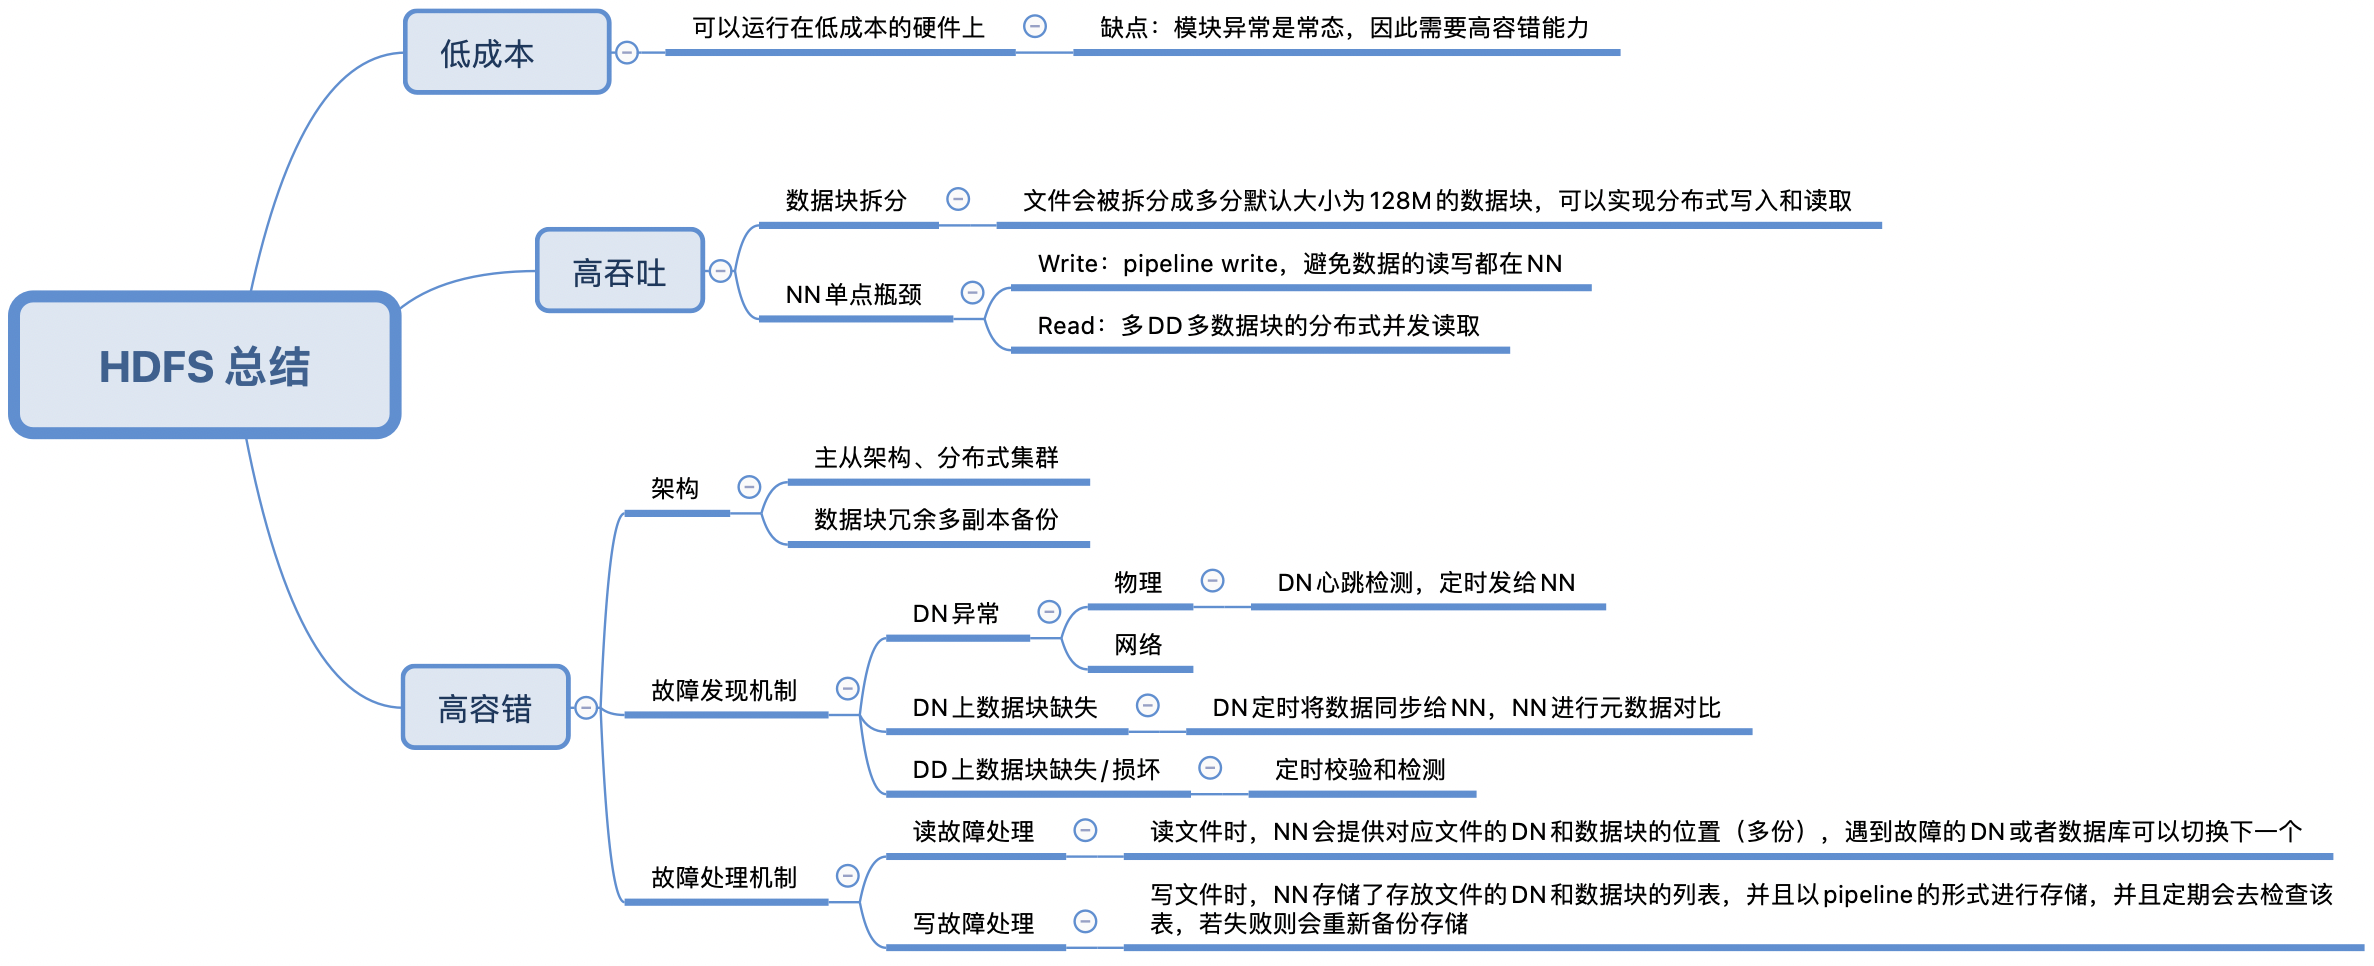 HDFS 总结
低成本
可以运行在低成本的硬件上
缺点：模块异常是常态，因此需要高容错能力
高吞吐
数据块拆分
文件会被拆分成多分默认大小为128M的数据块，可以实现分布式写入和读取
NN单点瓶颈
Write：pipeline write，避免数据的读写都在NN
Read：多DD多数据块的分布式并发读取
高容错
架构
主从架构、分布式集群
数据块冗余多副本备份
故障发现机制
DN异常
物理
DN心跳检测，定时发给NN
网络
DN上数据块缺失
DN定时将数据同步给NN，NN进行元数据对比
DD上数据块缺失/损坏
定时校验和检测
故障处理机制
读故障处理
读文件时，NN会提供对应文件的DN和数据块的位置（多份），遇到故障的DN或者数据库可以切换下一个
写故障处理
写文件时，NN存储了存放文件的DN和数据块的列表，并且以pipeline的形式进行存储，并且定期会去检查该
表，若失败则会重新备份存储